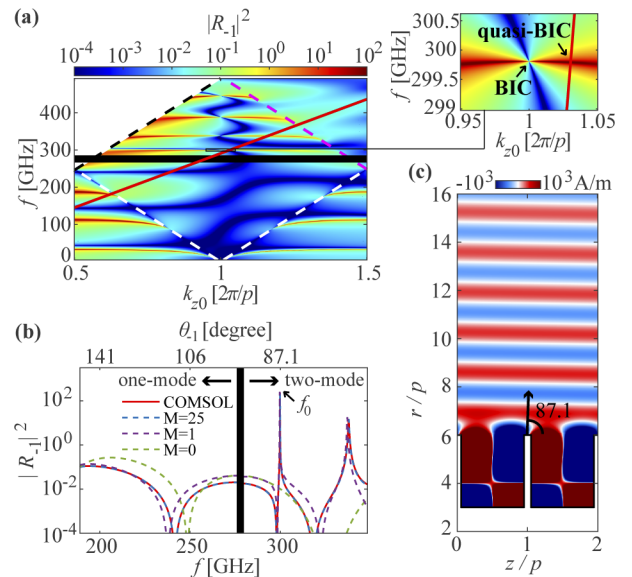 (a)
|R-1|²
10⁻⁴ 10⁻³ 10⁻² 10⁻¹ 10⁰ 10¹ 10²
f [GHz]
400
300
200
100
0
0.5 1 1.5
kz0 [2π/p]
300.6
300
299.6
299
f [GHz]
quasi-BIC
BIC
0.95 1 1.05
kz0 [2π/p]
(b)
θ-1 [degree]
141 106 87.1
one-mode two-mode
COMSOL
M=25
M=1
M=0
f0
|R-1|²
10²
10⁰
10⁻²
10⁻⁴
200 250 300
f [GHz]
(c)
-10³ 10³A/m
16
14
12
10
8
6
4
2
r / p
87.1
0 1 2
z / p